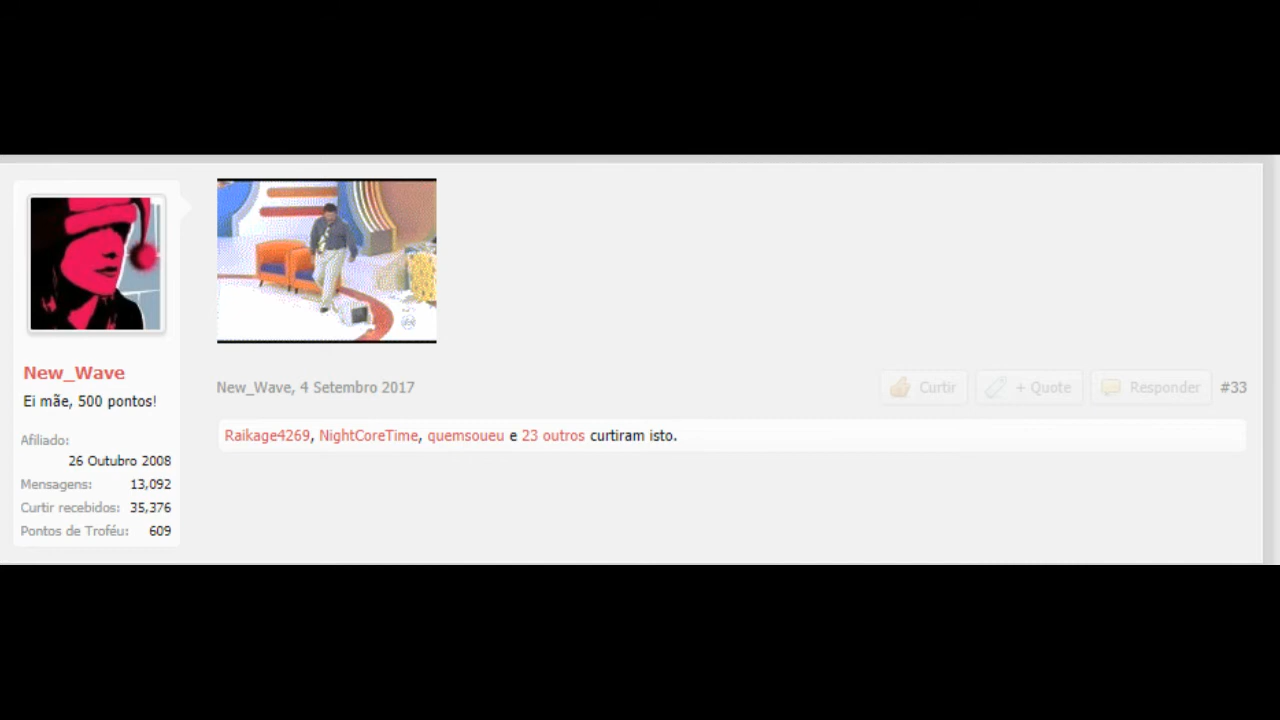 New_Wave
Ei mãe, 500 pontos!
Afiliado:
26 Outubro 2008
Mensagens: 13,092
Curtir recebidos: 35,376
Pontos de Troféu: 609
New_Wave, 4 Setembro 2017
Curtir + Quote Responder #33
Raikage4269, NightCoreTime, quemsoueu e 23 outros curtiram isto.